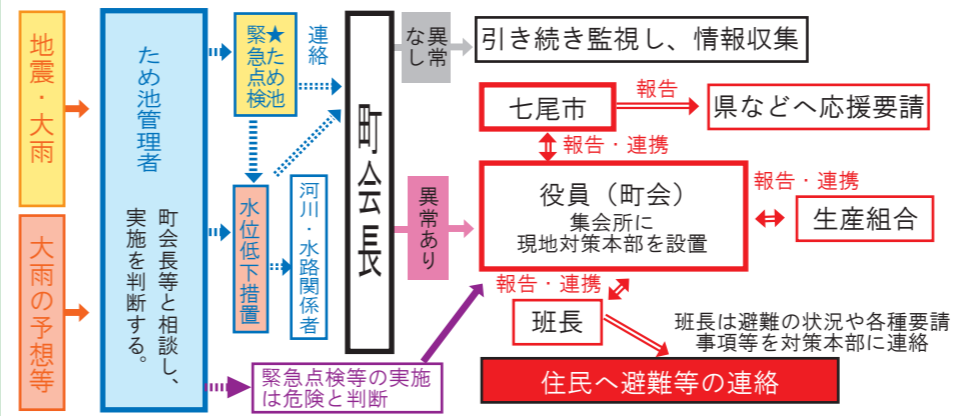 地震・大雨
大雨の予想等
ため池管理者
町会長等と相談し、
実施を判断する。
★ため池
緊急点検
連絡
水位低下措置
河川・水路関係者
緊急点検等の実施
は危険と判断
町会長
異常
なし
引き続き監視し、情報収集
異常あり
七尾市
報告
県などへ応援要請
報告・連携
役員（町会）
集会所に
現地対策本部を設置
報告・連携
生産組合
報告・連携
班長
班長は避難の状況や各種要請
事項等を対策本部に連絡
住民へ避難等の連絡